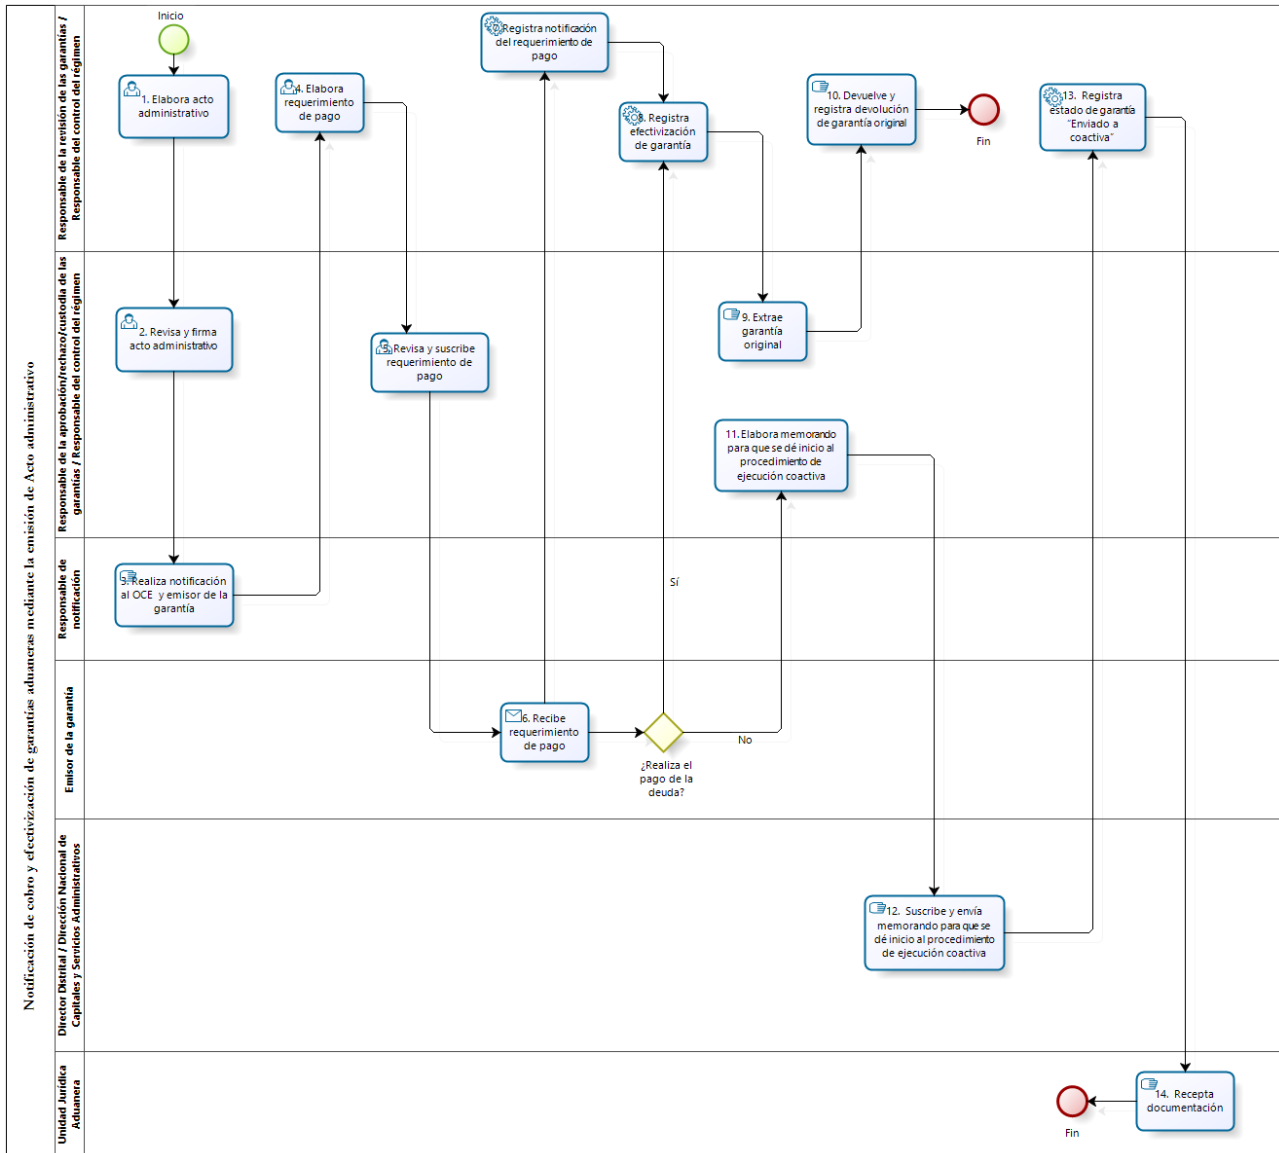 Notificación de cobro y efectivización de garantías aduaneras mediante la emisión de Acto administrativo
Responsable de la revisión de las garantías /
Responsable del control del régimen
Inicio
1. Elabora acto
administrativo
4. Elabora
requerimiento
de pago
Registra notificación
del requerimiento de
pago
8. Registra
efectivización
de garantía
10. Devuelve y
registra devolución
de garantía original
Fin
13. Registra
estado de garantía
"Enviado a
coactiva"
Responsable de la aprobación/rechazo/custodia de las
garantías / Responsable del control del régimen
2. Revisa y firma
acto administrativo
5. Revisa y suscribe
requerimiento de
pago
9. Extrae
garantía
original
11. Elabora memorando
para que se dé inicio al
procedimiento de
ejecución coactiva
Responsable de
notificación
3. Realiza notificación
al OCE y emisor de la
garantía
Sí
Emisor de la garantía
6. Recibe
requerimiento
de pago
¿Realiza el
pago de la
deuda?
No
Director Distrital / Dirección Nacional de
Capitales y Servicios Administrativos
12. Suscribe y envía
memorando para que se
dé inicio al procedimiento
de ejecución coactiva
Unidad Jurídica
Aduanera
Fin
14. Recepta
documentación